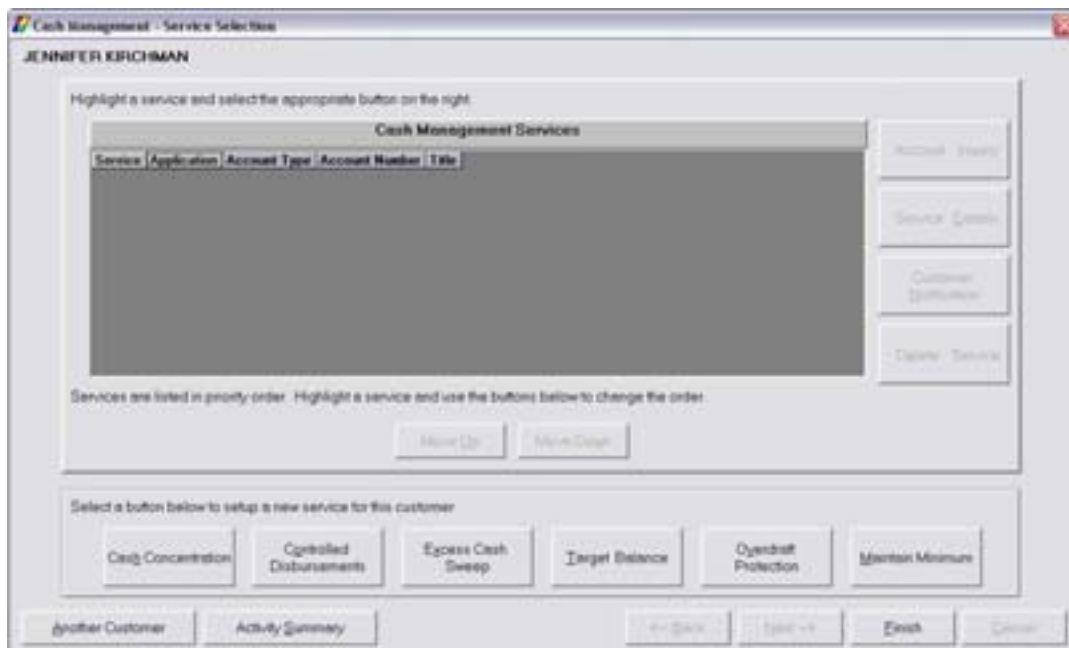 Cash Management - Service Selection
JENNIFER KIRCHMAN
Highlight a service and select the appropriate button on the right.
Cash Management Services
Service Application Account Type Account Number Title
Account Inquiry
Service Details
Customer Notification
Delete Service
Services are listed in priority order. Highlight a service and use the buttons below to change the order.
Move Up Move Down
Select a button below to setup a new service for this customer
Cash Concentration
Controlled Disbursements
Excess Cash Sweep
Target Balance
Overdraft Protection
Maintain Minimum
Another Customer Activity Summary <-- Back Next --> Finish Cancel